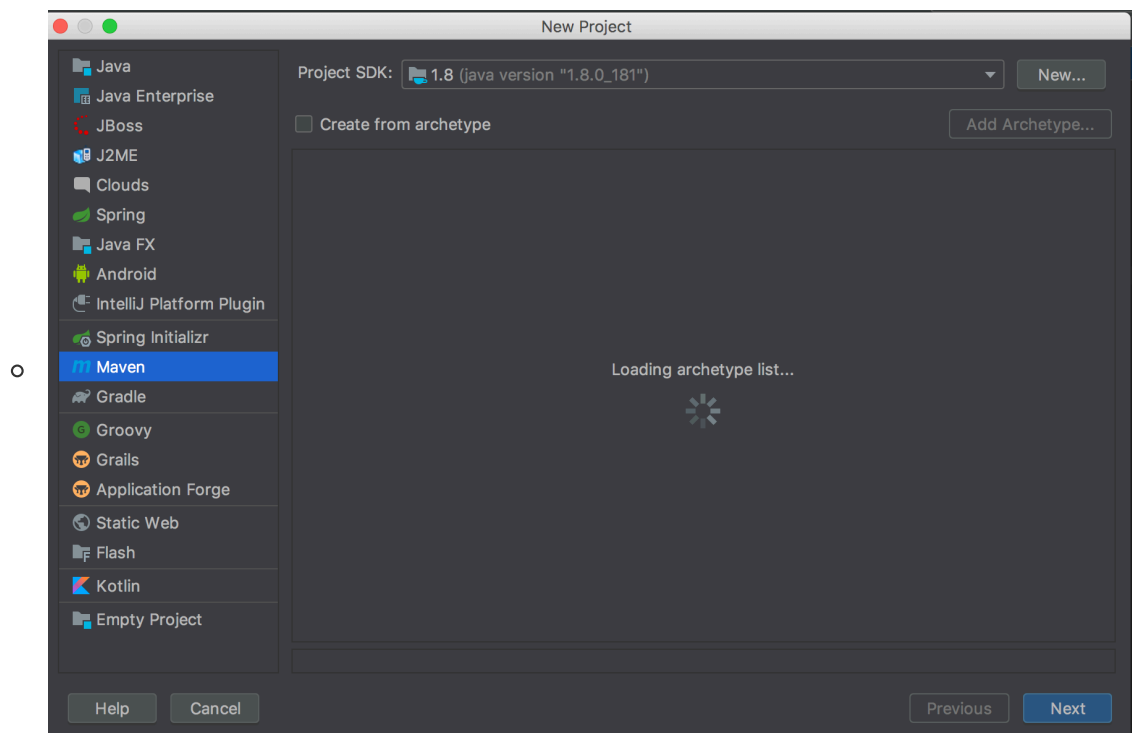 New Project
Java
Java Enterprise
JBoss
J2ME
Clouds
Spring
Java FX
Android
IntelliJ Platform Plugin
Spring Initializr
Maven
Gradle
Groovy
Grails
Application Forge
Static Web
Flash
Kotlin
Empty Project
Project SDK: 1.8 (java version "1.8.0_181") New...
Create from archetype Add Archetype...
Loading archetype list...
Help Cancel Previous Next